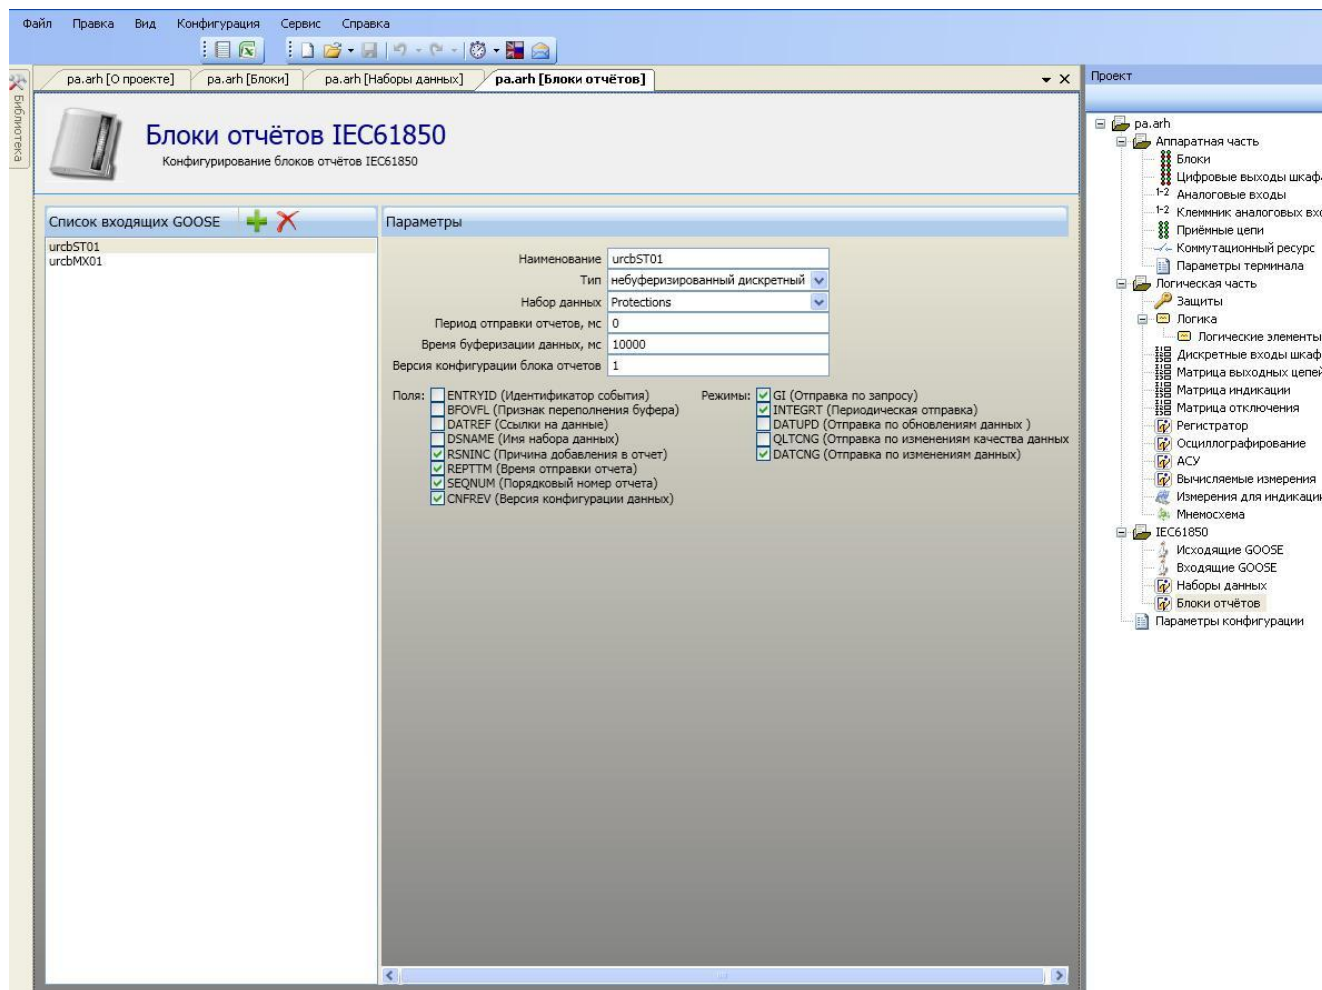 Файл Правка Вид Конфигурация Сервис Справка
Библиотека
pa.arh [О проекте] pa.arh [Блоки] pa.arh [Наборы данных] pa.arh [Блоки отчётов]
Блоки отчётов IEC61850
Конфигурирование блоков отчётов IEC61850
Список входящих GOOSE
urcbST01
urcbMX01
Параметры
Наименование urcbST01
Тип небуферизированный дискретный
Набор данных Protections
Период отправки отчетов, мс 0
Время буферизации данных, мс 10000
Версия конфигурации блока отчетов 1
Поля: ENTRYID (Идентификатор события)
BFOVFL (Признак переполнения буфера)
DATREF (Ссылки на данные)
DSNAME (Имя набора данных)
RSNINC (Причина добавления в отчет)
REPTTM (Время отправки отчета)
SEQNUM (Порядковый номер отчета)
CNFREV (Версия конфигурации данных)
Режимы: GI (Отправка по запросу)
INTEGRT (Периодическая отправка)
DATUPD (Отправка по обновлениям данных )
QLTCNG (Отправка по изменениям качества данных
DATCNG (Отправка по изменениям данных)
Проект
pa.arh
Аппаратная часть
Блоки
Цифровые выходы шкаф
1-2 Аналоговые входы
1-2 Клеммник аналоговых вхо
Приёмные цепи
Коммутационный ресурс
Параметры терминала
Логическая часть
Защиты
Логика
Логические элементы
Дискретные входы шкаф
Матрица выходных цепей
Матрица индикации
Матрица отключения
Регистратор
Осциллографирование
АСУ
Вычисляемые измерения
Измерения для индикации
Мнемосхема
IEC61850
Исходящие GOOSE
Входящие GOOSE
Наборы данных
Блоки отчётов
Параметры конфигурации